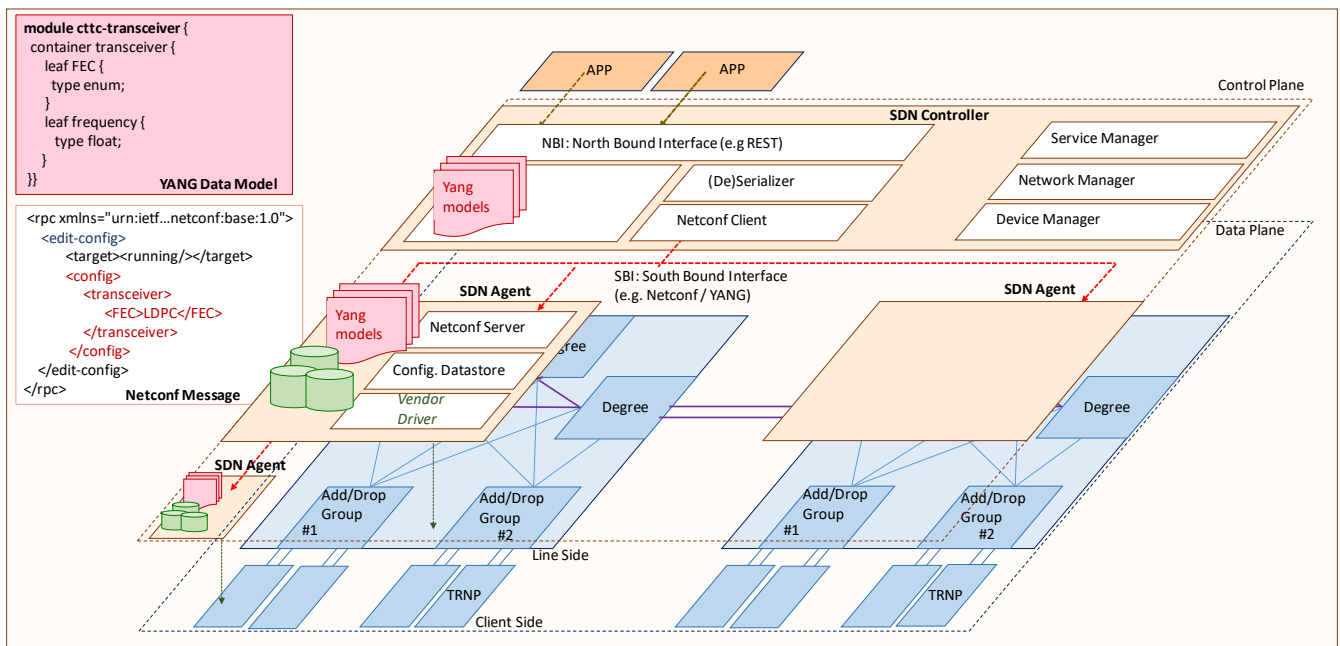 module cttc-transceiver {
container transceiver {
leaf FEC {
type enum;
}
leaf frequency {
type float;
}
}}
YANG Data Model
<rpc xmlns="urn:ietf...netconf:base:1.0">
<edit-config>
<target><running/></target>
<config>
<transceiver>
<FEC>LDPC</FEC>
</transceiver>
</config>
</edit-config>
</rpc>
Netconf Message
APP
APP
Control Plane
SDN Controller
NBI: North Bound Interface (e.g REST)
Service Manager
Yang
models
(De)Serializer
Network Manager
Netconf Client
Device Manager
Data Plane
SBI: South Bound Interface
(e.g. Netconf / YANG)
SDN Agent
SDN Agent
Yang
models
Netconf Server
Config. Datastore
Vendor
Driver
gree
Degree
Degree
SDN Agent
Add/Drop
Group
#1
Add/Drop
Group
#2
Add/Drop
Group
#1
Add/Drop
Group
#2
Line Side
TRNP
TRNP
Client Side